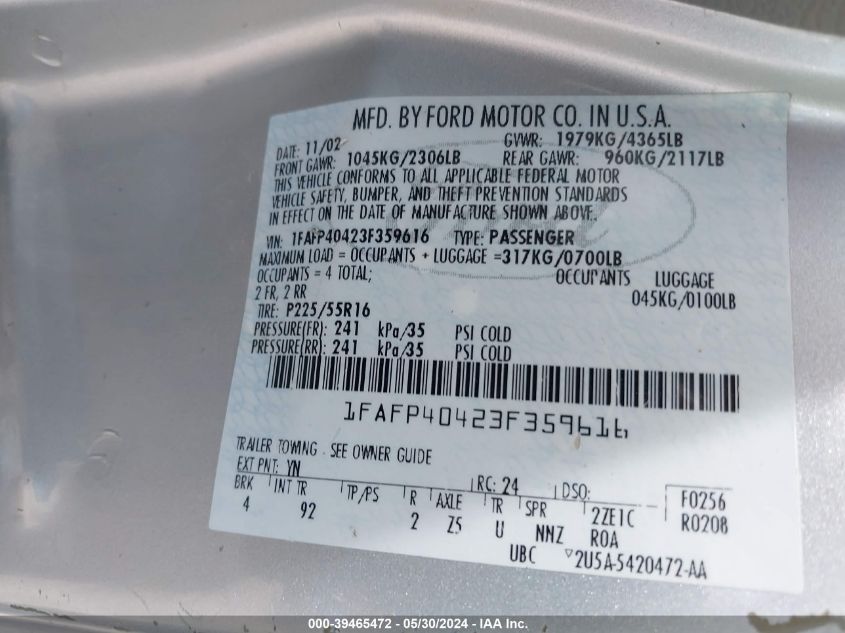 MFD. BY FORD MOTOR CO. IN U.S.A.
DATE: 11/02 GVWR: 1979KG/4365LB
FRONT GAWR: 1045KG/2306LB REAR GAWR: 960KG/2117LB
THIS VEHICLE CONFORMS TO ALL APPLICABLE FEDERAL MOTOR
VEHICLE SAFETY, BUMPER, AND THEFT PREVENTION STANDARDS
IN EFFECT ON THE DATE OF MANUFACTURE SHOWN ABOVE.
VIN: 1FAFP40423F359616 TYPE: PASSENGER
MAXIMUM LOAD = OCCUPANTS + LUGGAGE =317KG/0700LB
OCCUPANTS = 4 TOTAL; OCCUPANTS LUGGAGE
2 FR, 2 RR 045KG/0100LB
TIRE: P225/55R16
PRESSURE(FR): 241 kPa/35 PSI COLD
PRESSURE(RR): 241 kPa/35 PSI COLD
1FAFP40423F359616
TRAILER TOWING - SEE OWNER GUIDE
EXT PNT: YN RC: 24 DSO: F0256
BRK INT TR TP/PS R AXLE TR SPR 2ZE1C R0208
4 92 2 Z5 U NNZ ROA
UBC ▽2U5A-5420472-AA
000-39465472 - 05/30/2024 - IAA Inc.